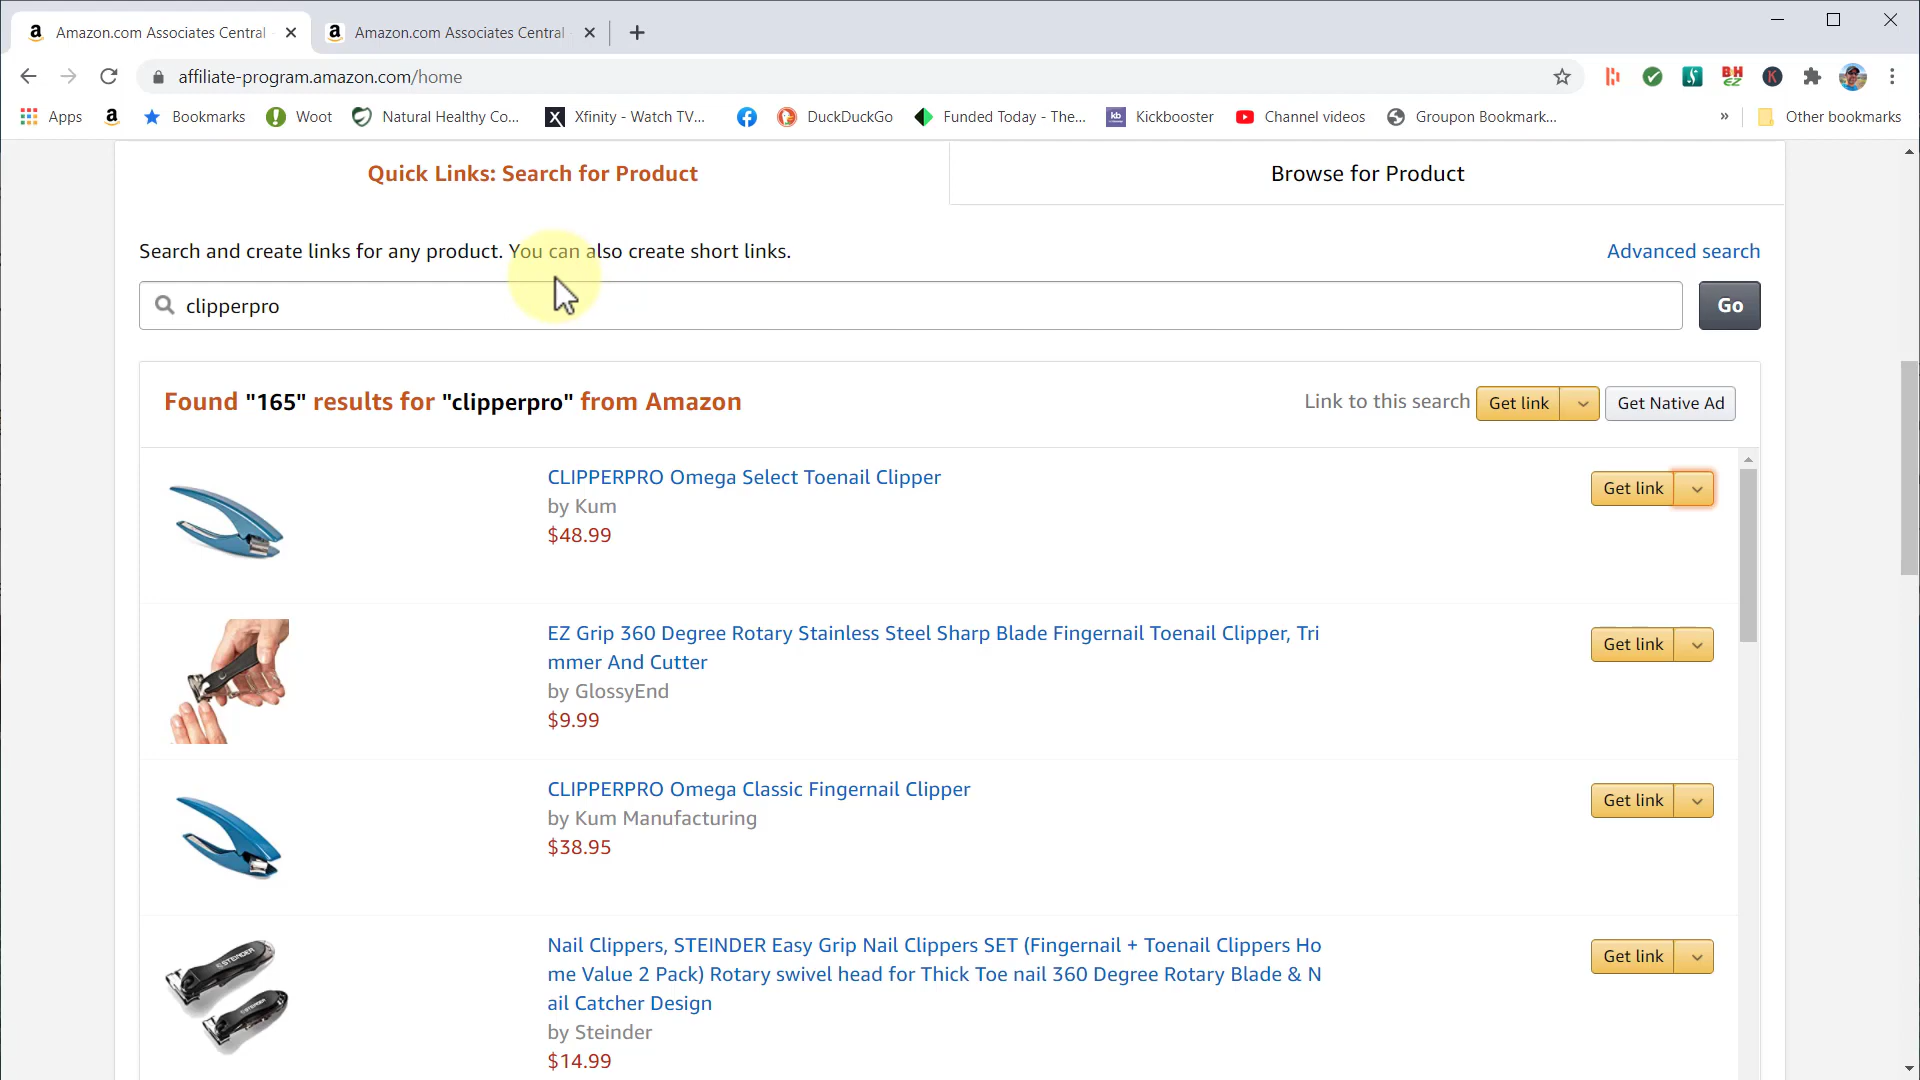 Amazon.com Associates Central
Amazon.com Associates Central
affiliate-program.amazon.com/home
Apps
Bookmarks
Woot
Natural Healthy Co...
Xfinity - Watch TV...
DuckDuckGo
Funded Today - The...
kb Kickbooster
Channel videos
Groupon Bookmark...
»
Other bookmarks
Quick Links: Search for Product
Browse for Product
Search and create links for any product. You can also create short links.
Advanced search
clipperpro
Go
Found "165" results for "clipperpro" from Amazon
Link to this search
Get link
Get Native Ad
CLIPPERPRO Omega Select Toenail Clipper
by Kum
$48.99
Get link
EZ Grip 360 Degree Rotary Stainless Steel Sharp Blade Fingernail Toenail Clipper, Tri
mmer And Cutter
by GlossyEnd
$9.99
Get link
CLIPPERPRO Omega Classic Fingernail Clipper
by Kum Manufacturing
$38.95
Get link
Nail Clippers, STEINDER Easy Grip Nail Clippers SET (Fingernail + Toenail Clippers Ho
me Value 2 Pack) Rotary swivel head for Thick Toe nail 360 Degree Rotary Blade & N
ail Catcher Design
by Steinder
$14.99
Get link